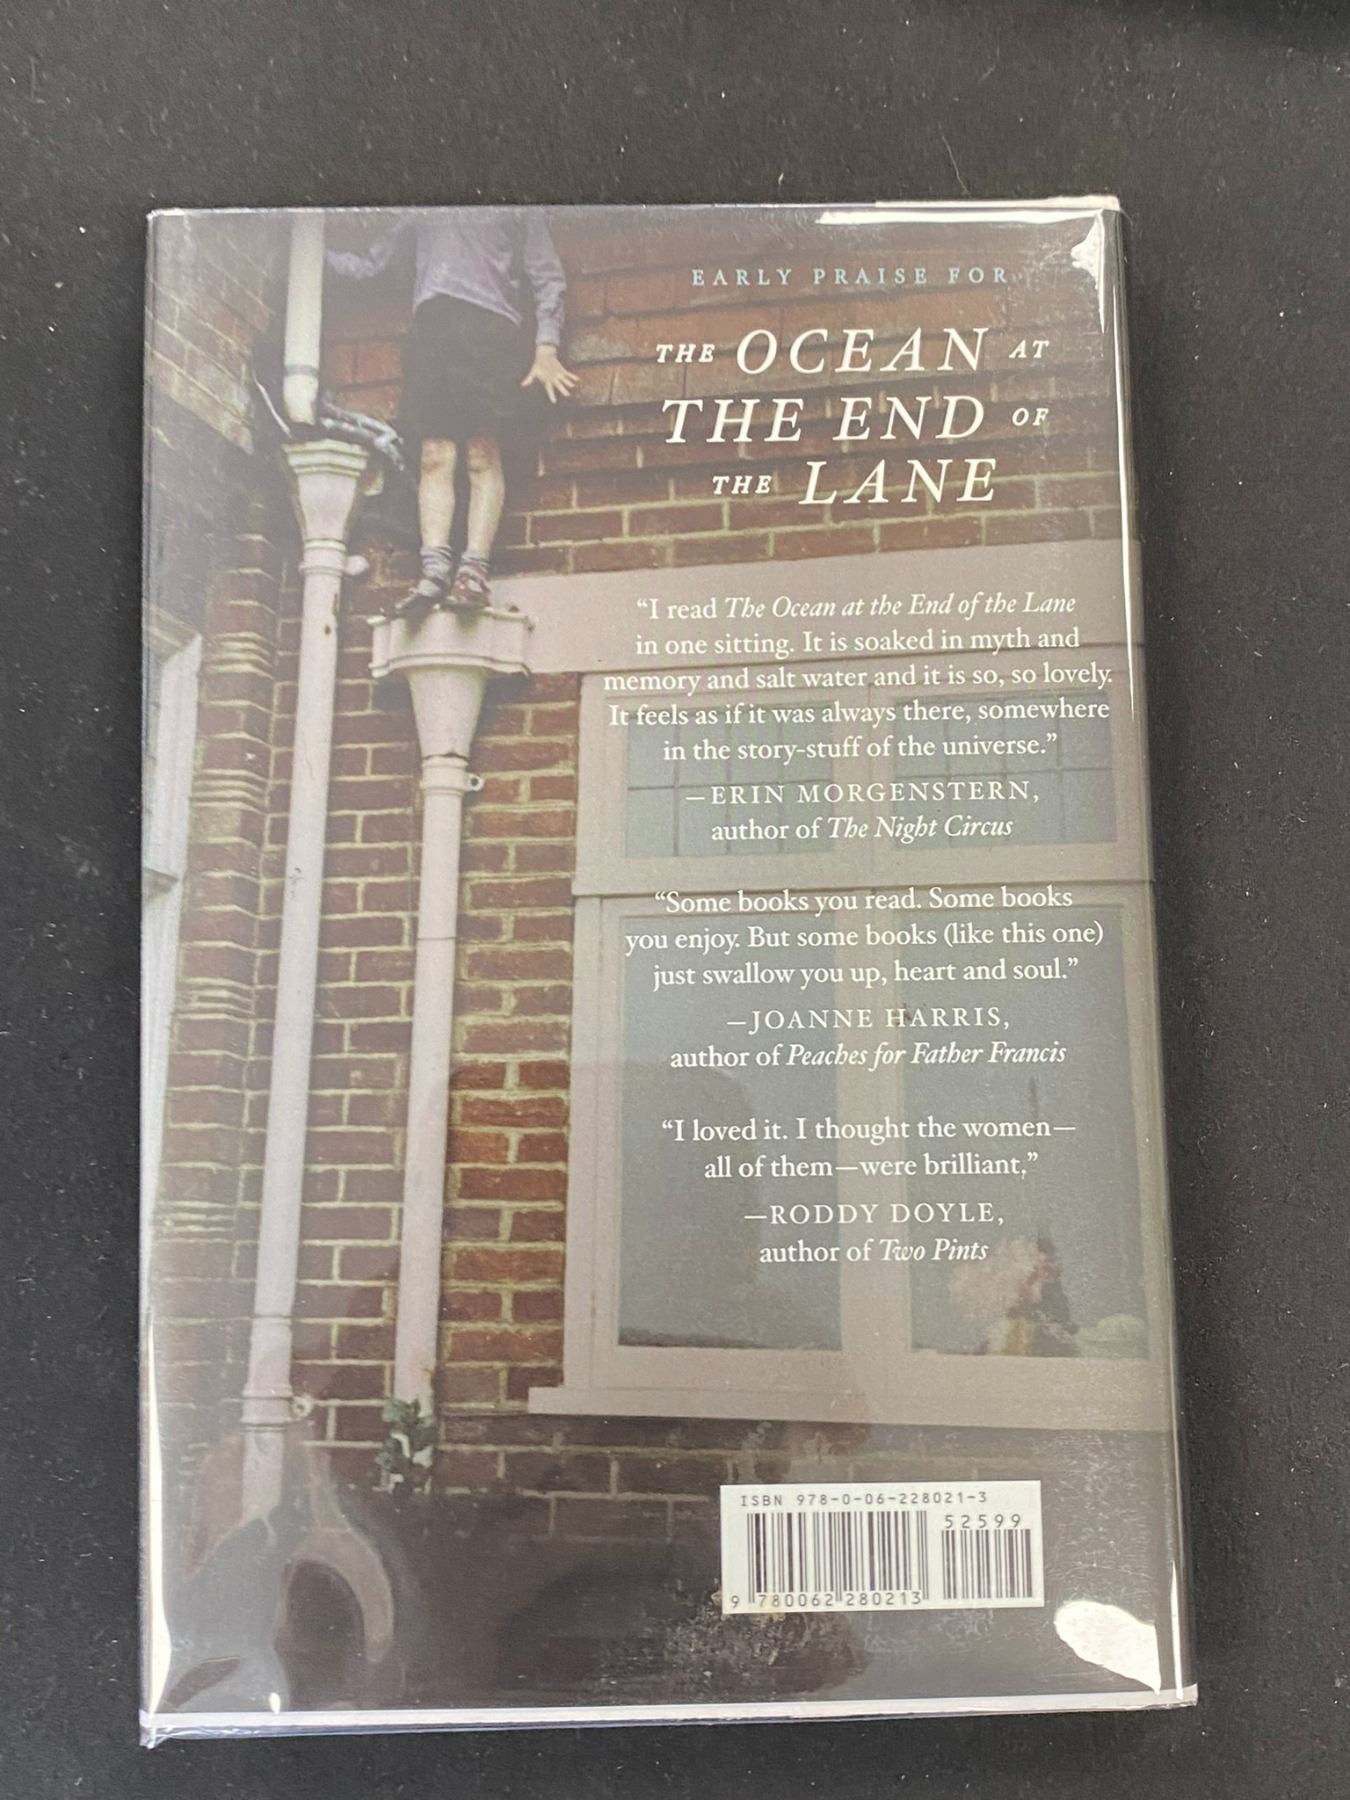 EARLY PRAISE FOR
THE OCEAN AT
THE END OF
THE LANE
“I read The Ocean at the End of the Lane
in one sitting. It is soaked in myth and
memory and salt water and it is so, so lovely.
It feels as if it was always there, somewhere
in the story-stuff of the universe.”
—ERIN MORGENSTERN,
author of The Night Circus
“Some books you read. Some books
you enjoy. But some books (like this one)
just swallow you up, heart and soul.”
—JOANNE HARRIS,
author of Peaches for Father Francis
“I loved it. I thought the women—
all of them—were brilliant,”
—RODDY DOYLE,
author of Two Pints
ISBN 978-0-06-228021-3
52599
9 780062 280213